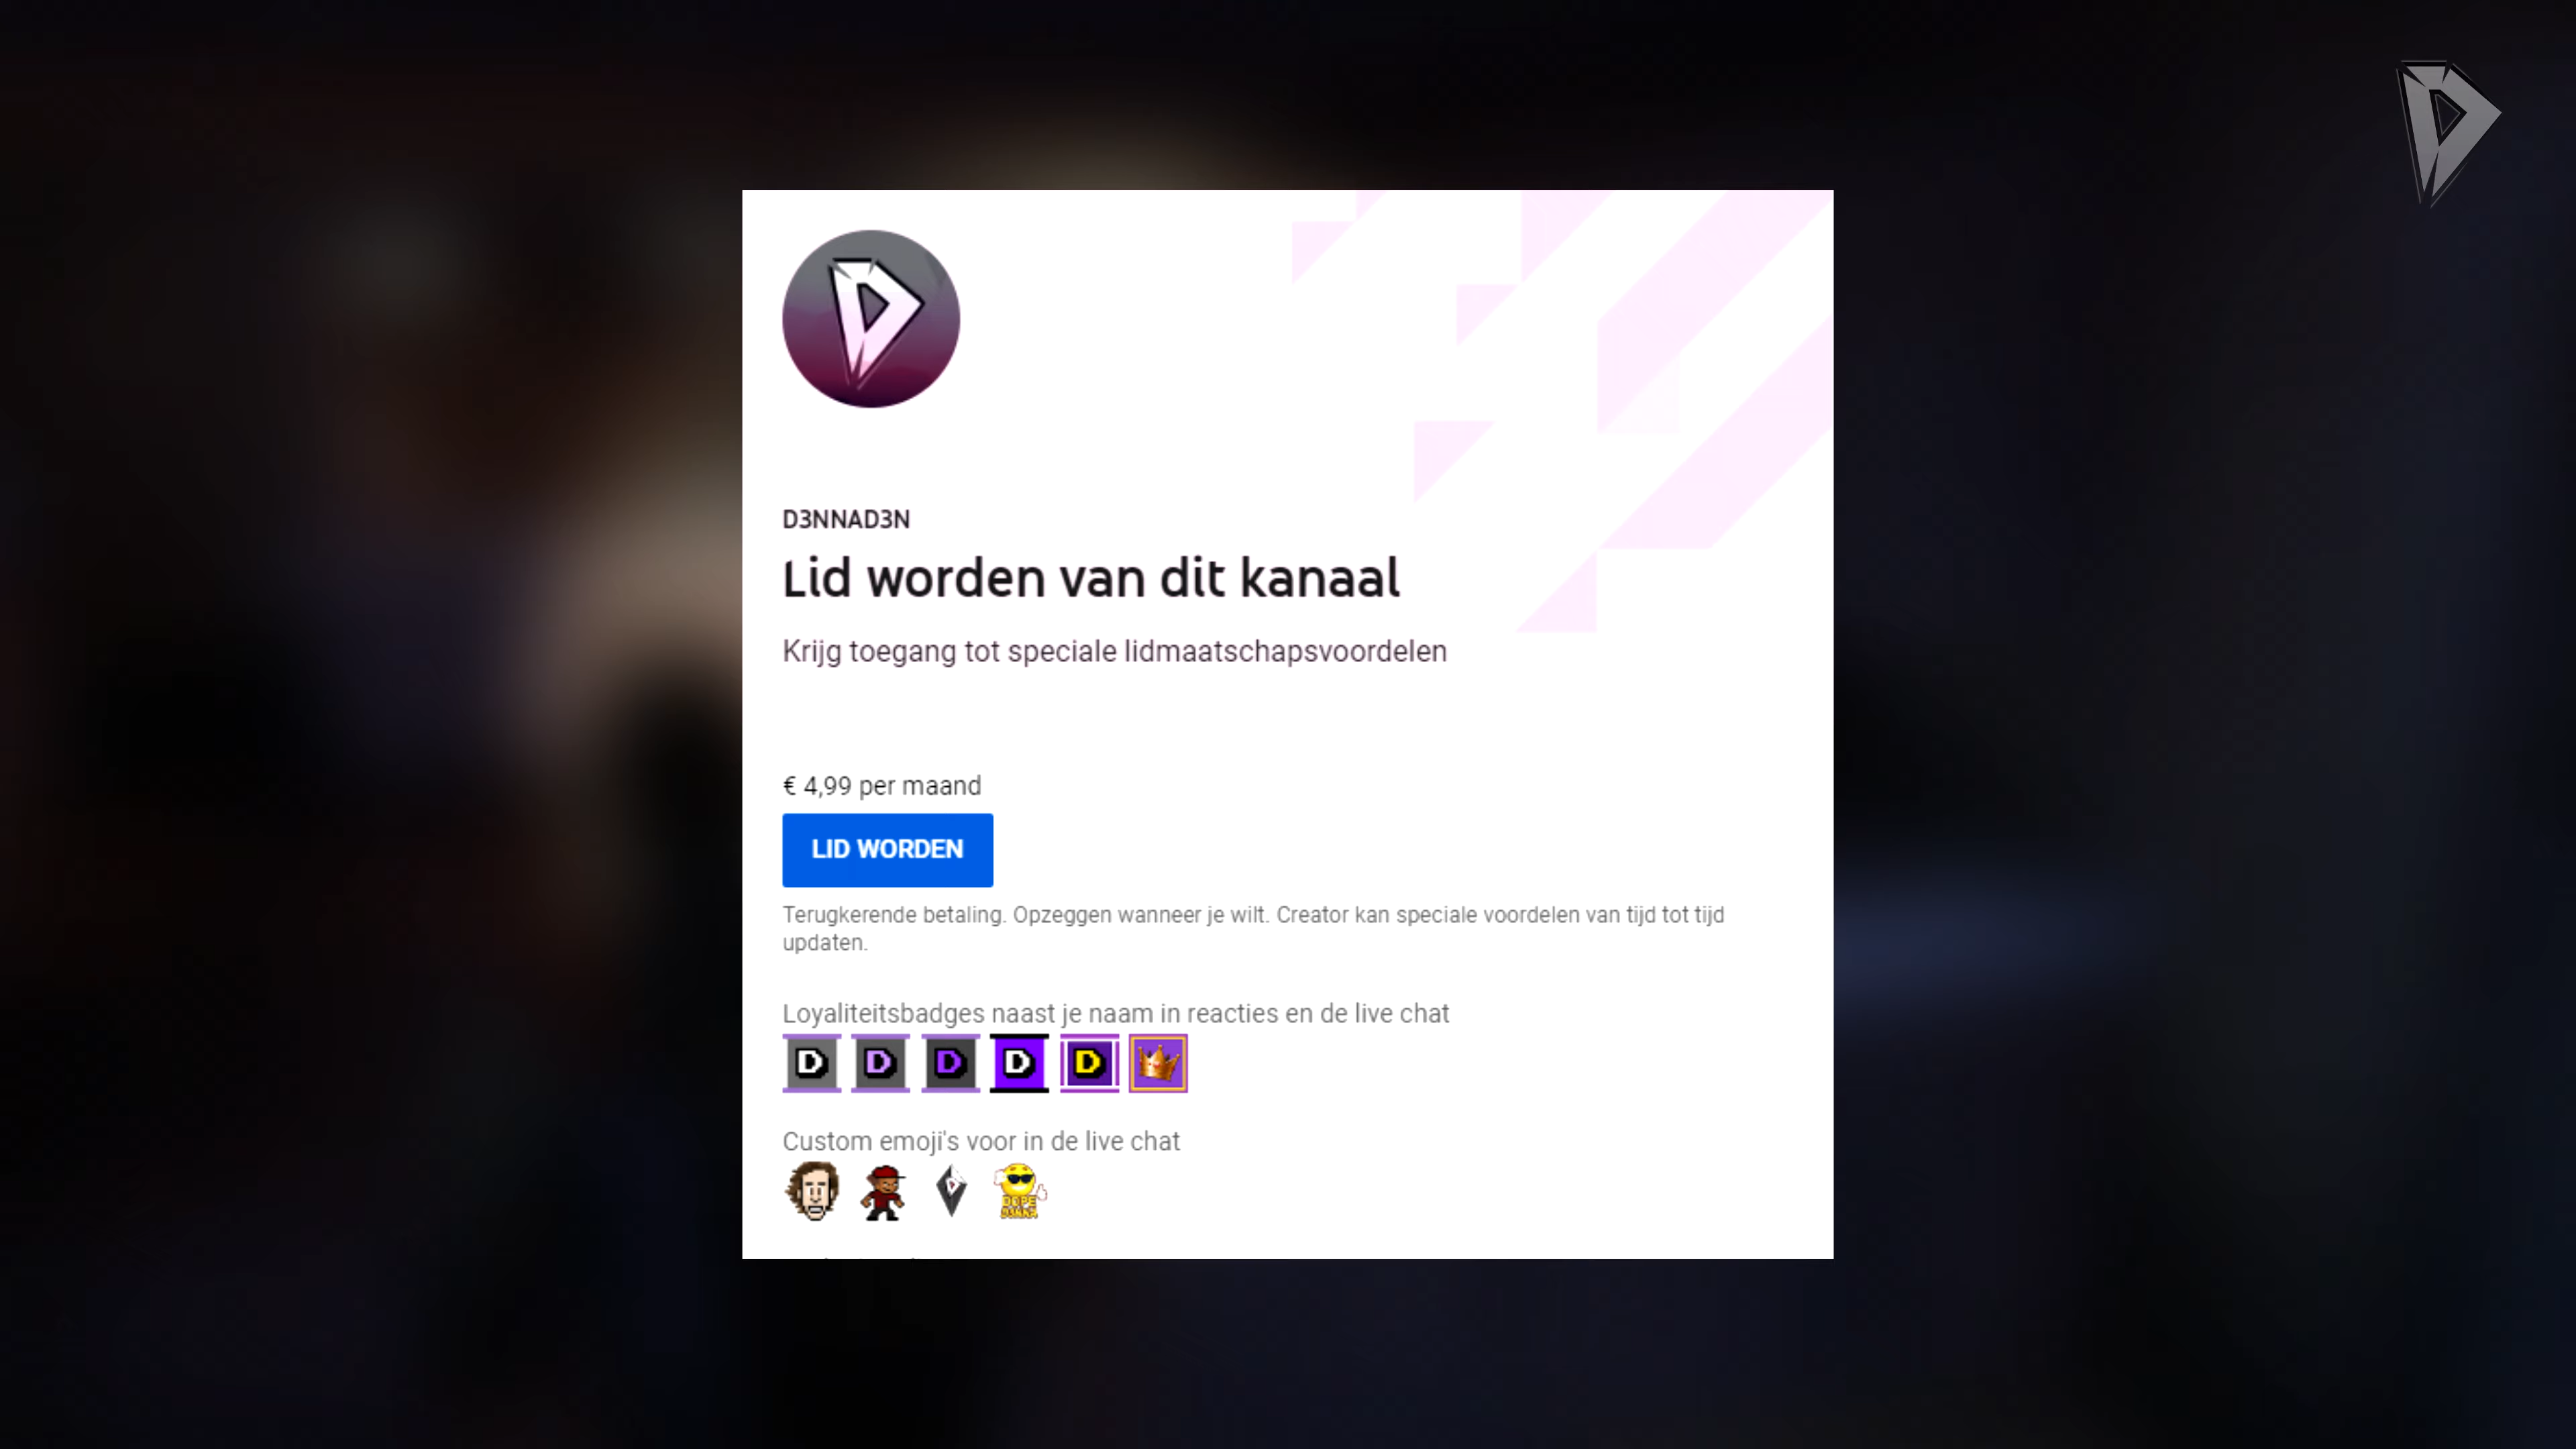 D3NNAD3N
Lid worden van dit kanaal
Krijg toegang tot speciale lidmaatschapsvoordelen
€ 4,99 per maand
LID WORDEN
Terugkerende betaling. Opzeggen wanneer je wilt. Creator kan speciale voordelen van tijd tot tijd
updaten.
Loyaliteitsbadges naast je naam in reacties en de live chat
D D D D D
Custom emoji's voor in de live chat
DOPE